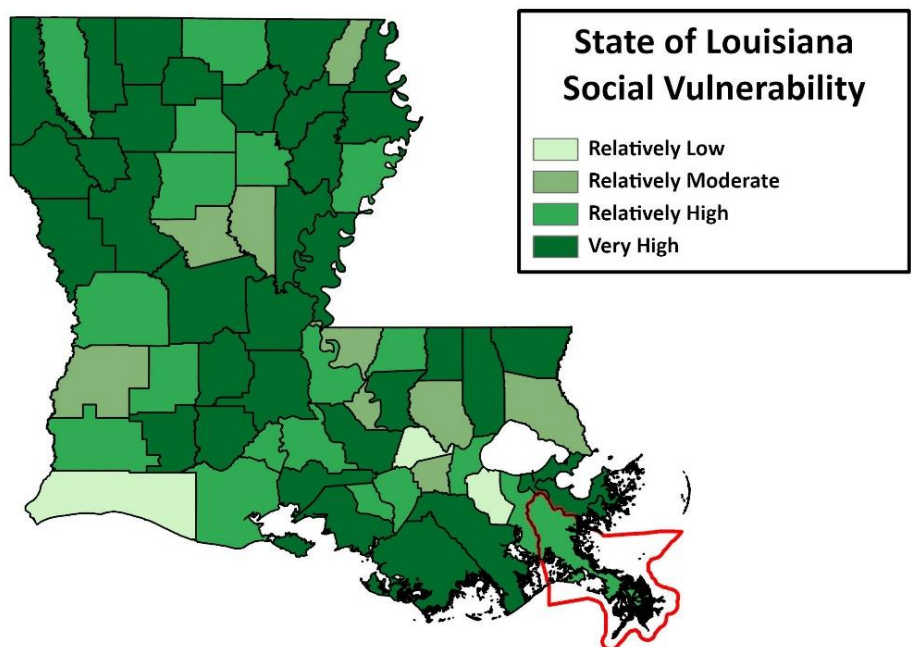 State of Louisiana
Social Vulnerability
Relatively Low
Relatively Moderate
Relatively High
Very High